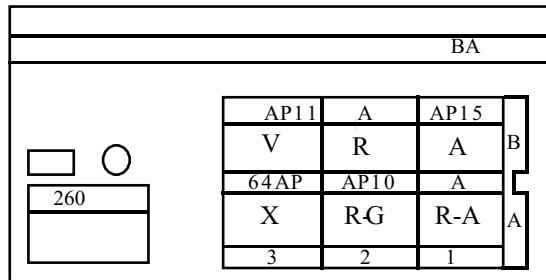 BA
AP11 A AP15
V R A B
64AP AP10 A
260
X R-G R-A A
3 2 1